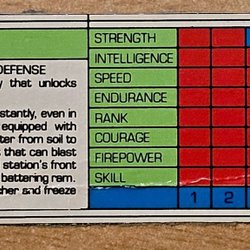 DEFENSE
y that unlocks
stantly, even in
equipped with
ter from soil to
that can blast
station's front
battering ram.
cher and freeze
STRENGTH
INTELLIGENCE
SPEED
ENDURANCE
RANK
COURAGE
FIREPOWER
SKILL
1 2